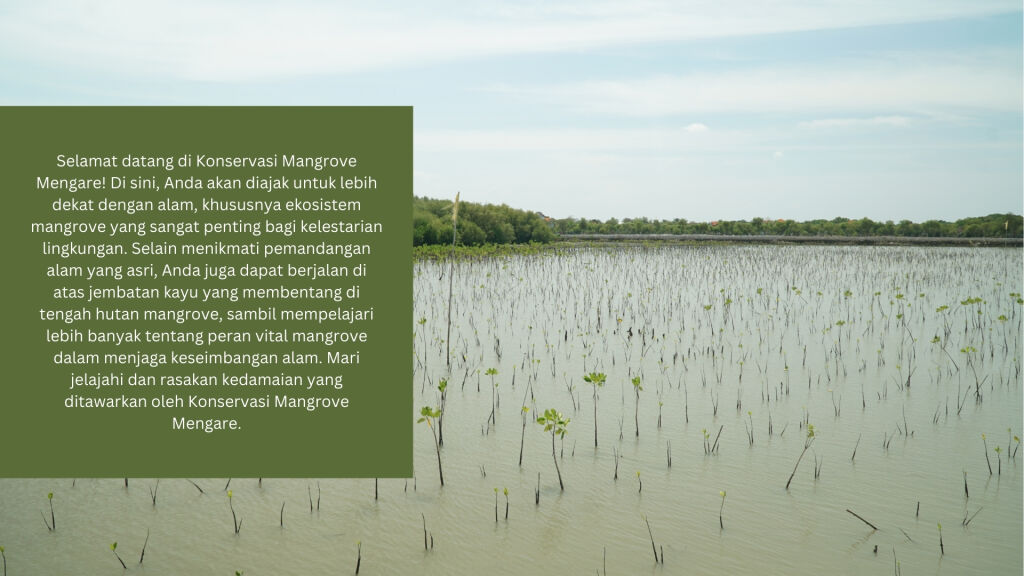 Selamat datang di Konservasi Mangrove
Mengare! Di sini, Anda akan diajak untuk lebih
dekat dengan alam, khususnya ekosistem
mangrove yang sangat penting bagi kelestarian
lingkungan. Selain menikmati pemandangan
alam yang asri, Anda juga dapat berjalan di
atas jembatan kayu yang membentang di
tengah hutan mangrove, sambil mempelajari
lebih banyak tentang peran vital mangrove
dalam menjaga keseimbangan alam. Mari
jelajahi dan rasakan kedamaian yang
ditawarkan oleh Konservasi Mangrove
Mengare.